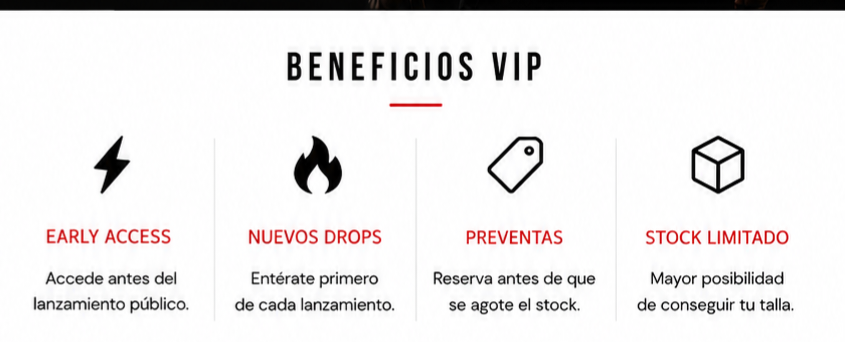 BENEFICIOS VIP
EARLY ACCESS
Accede antes del
lanzamiento público.
NUEVOS DROPS
Entérate primero
de cada lanzamiento.
PREVENTAS
Reserva antes de que
se agote el stock.
STOCK LIMITADO
Mayor posibilidad
de conseguir tu talla.